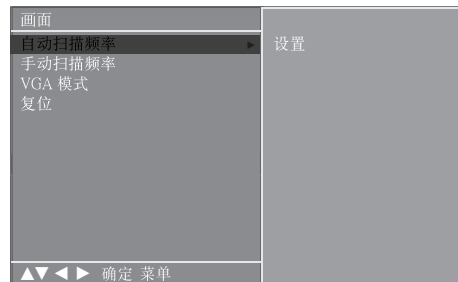 画面
自动扫描频率 ▶
设置
手动扫描频率
VGA 模式
复位
▲▼◀ ▶ 确定 菜单